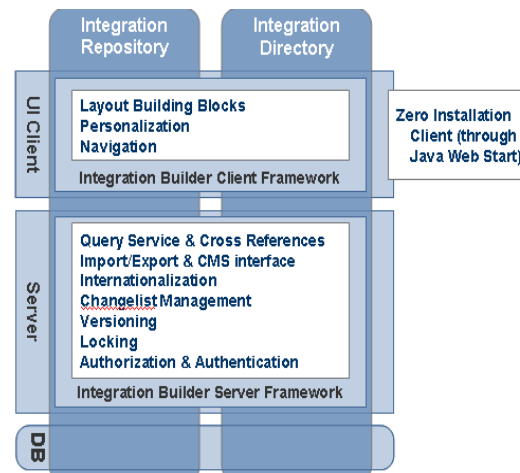 Integration
Repository
Integration
Directory
UI Client
Layout Building Blocks
Personalization
Navigation
Integration Builder Client Framework
Zero Installation
Client (through
Java Web Start)
Server
Query Service & Cross References
Import/Export & CMS interface
Internationalization
Changelist Management
Versioning
Locking
Authorization & Authentication
Integration Builder Server Framework
DB